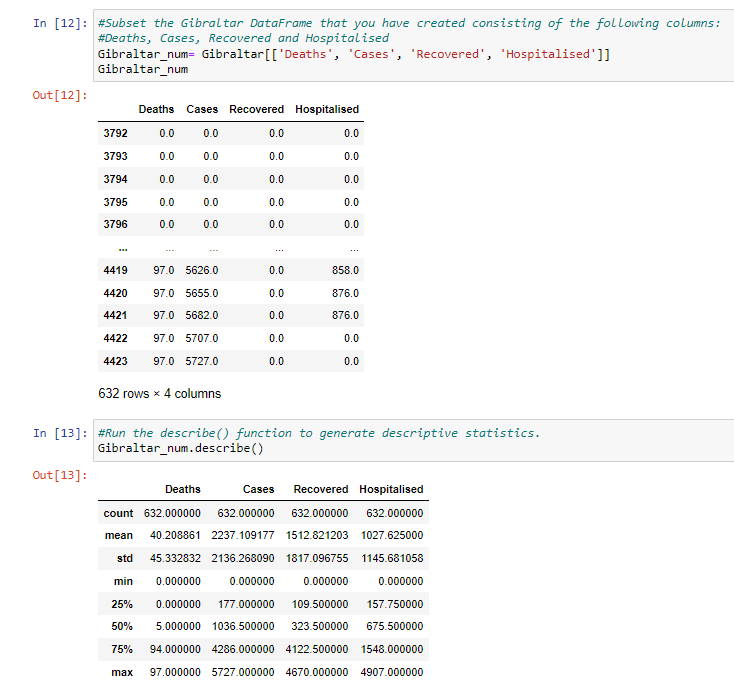 In [12]: #Subset the Gibraltar DataFrame that you have created consisting of the following columns:
#Deaths, Cases, Recovered and Hospitalised
Gibraltar_num= Gibraltar[['Deaths', 'Cases', 'Recovered', 'Hospitalised']]
Gibraltar_num
Out[12]:
Deaths Cases Recovered Hospitalised
3792 0.0 0.0 0.0 0.0
3793 0.0 0.0 0.0 0.0
3794 0.0 0.0 0.0 0.0
3795 0.0 0.0 0.0 0.0
3796 0.0 0.0 0.0 0.0
... ... ... ... ...
4419 97.0 5626.0 0.0 858.0
4420 97.0 5655.0 0.0 876.0
4421 97.0 5682.0 0.0 876.0
4422 97.0 5707.0 0.0 0.0
4423 97.0 5727.0 0.0 0.0
632 rows × 4 columns
In [13]: #Run the describe() function to generate descriptive statistics.
Gibraltar_num.describe()
Out[13]:
Deaths Cases Recovered Hospitalised
count 632.000000 632.000000 632.000000 632.000000
mean 40.208861 2237.109177 1512.821203 1027.625000
std 45.332832 2136.268090 1817.096755 1145.681058
min 0.000000 0.000000 0.000000 0.000000
25% 0.000000 177.000000 109.500000 157.750000
50% 5.000000 1036.500000 323.500000 675.500000
75% 94.000000 4286.000000 4122.500000 1548.000000
max 97.000000 5727.000000 4670.000000 4907.000000